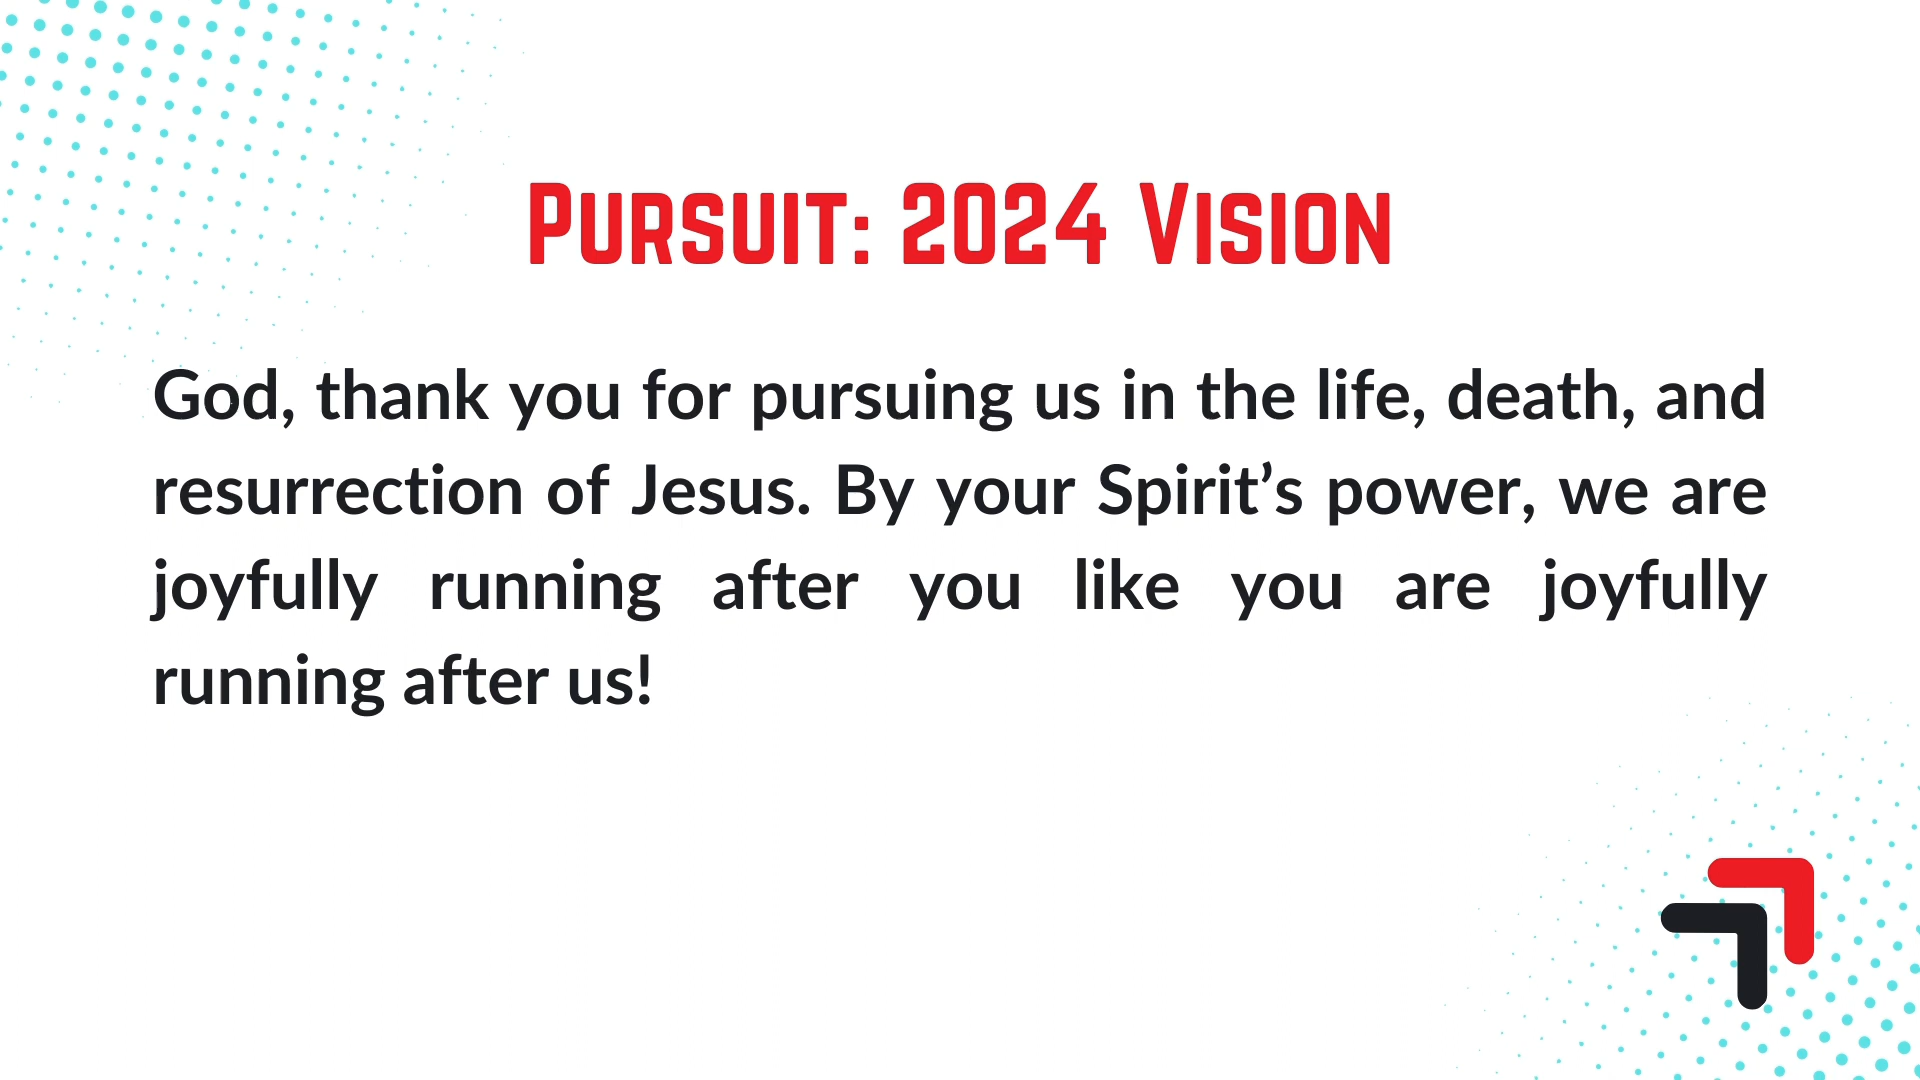 Pursuit: 2024 Vision
God, thank you for pursuing us in the life, death, and
resurrection of Jesus. By your Spirit’s power, we are
joyfully running after you like you are joyfully
running after us!